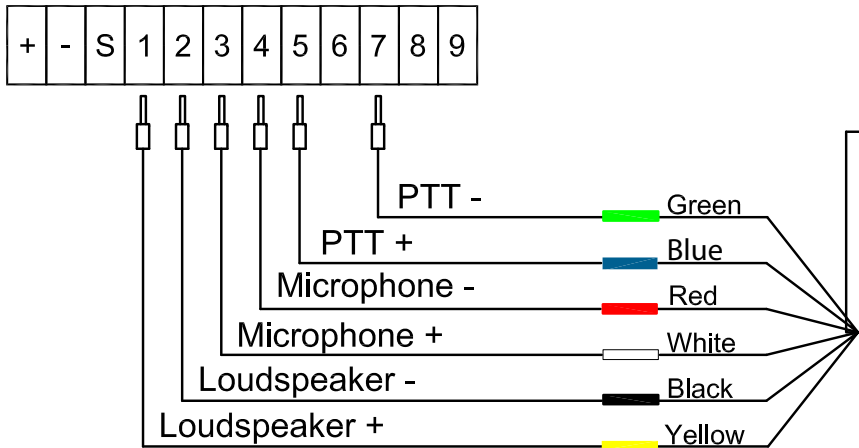 + - S 1 2 3 4 5 6 7 8 9
PTT - Green
PTT + Blue
Microphone - Red
Microphone + White
Loudspeaker - Black
Loudspeaker + Yellow